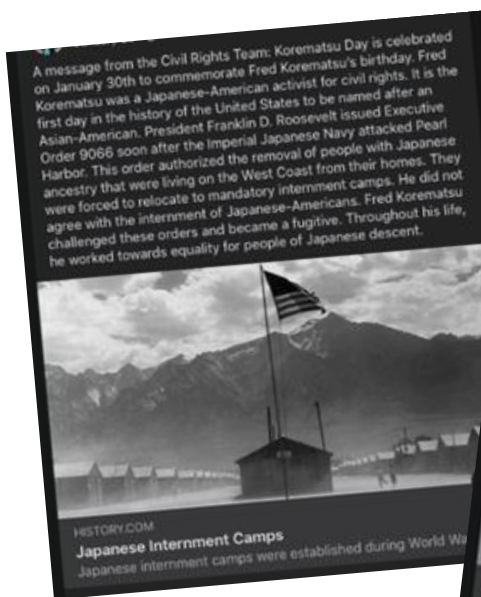 A message from the Civil Rights Team: Korematsu Day is celebrated
on January 30th to commemorate Fred Korematsu's birthday. Fred
Korematsu was a Japanese-American activist for civil rights. It is the
first day in the history of the United States to be named after an
Asian-American. President Franklin D. Roosevelt issued Executive
Order 9066 soon after the Imperial Japanese Navy attacked Pearl
Harbor. This order authorized the removal of people with Japanese
ancestry that were living on the West Coast from their homes. They
were forced to relocate to mandatory internment camps. He did not
agree with the internment of Japanese-Americans. Fred Korematsu
challenged these orders and became a fugitive. Throughout his life,
he worked towards equality for people of Japanese descent.
HISTORY.COM
Japanese Internment Camps
Japanese internment camps were established during World Wa